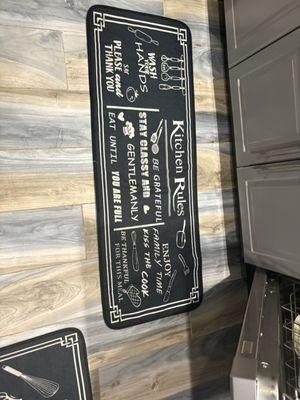 Kitchen Rules
WASH
HANDS
SAY
PLEASE and
THANK YOU
BE GRATEFUL
STAY CLASSY AND
GENTLEMANLY
EAT UNTIL
YOU ARE FULL
ENJOY
FAMILY TIME
KISS THE COOK
BE THANKFUL
FOR THIS MEAL